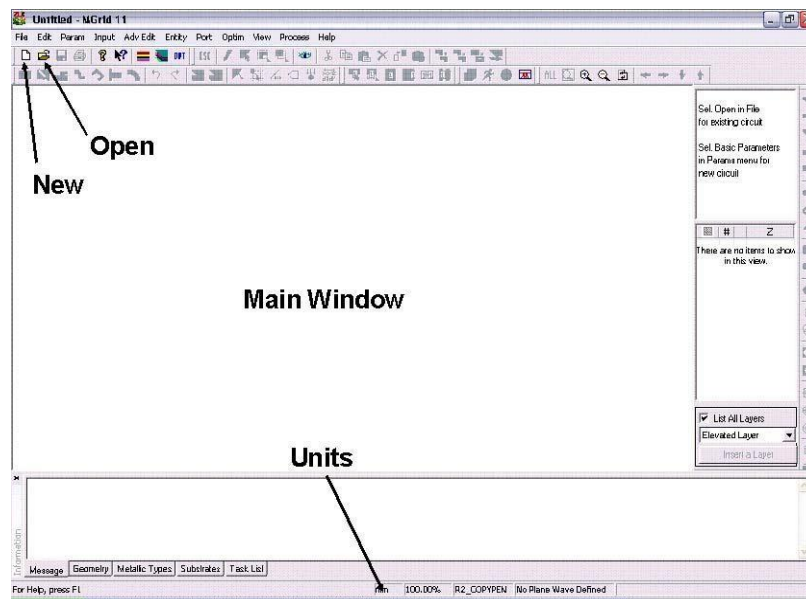 Untitled - MGrid 11
File Edit Param Input Adv Edit Entity Port Optim View Process Help
ESC
ALL
Open
New
Sel. Open in File
for existing circuit
Sel. Basic Parameters
in Params menu for
new circuit
# Z
There are no items to show
in this view.
Main Window
List All Layers
Elevated Layer
Insert a Layer
Units
Information
Message Geometry Metallic Types Substrates Task List
For Help, press F1
mm 100.00% R2_COPYPEN No Plane Wave Defined